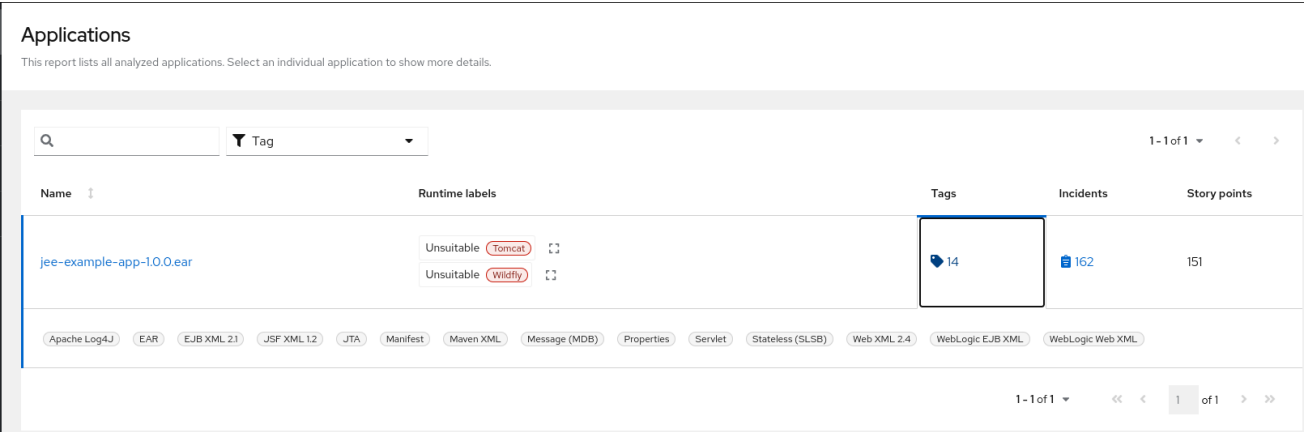 Applications
This report lists all analyzed applications. Select an individual application to show more details.
Tag 1 - 1 of 1
Name Runtime labels Tags Incidents Story points
Unsuitable Tomcat
jee-example-app-1.0.0.ear 14 162 151
Unsuitable Wildfly
Apache Log4J EAR EJB XML 2.1 JSF XML 1.2 JTA Manifest Maven XML Message (MDB) Properties Servlet Stateless (SLSB) Web XML 2.4 WebLogic EJB XML WebLogic Web XML
1 - 1 of 1 1 of 1